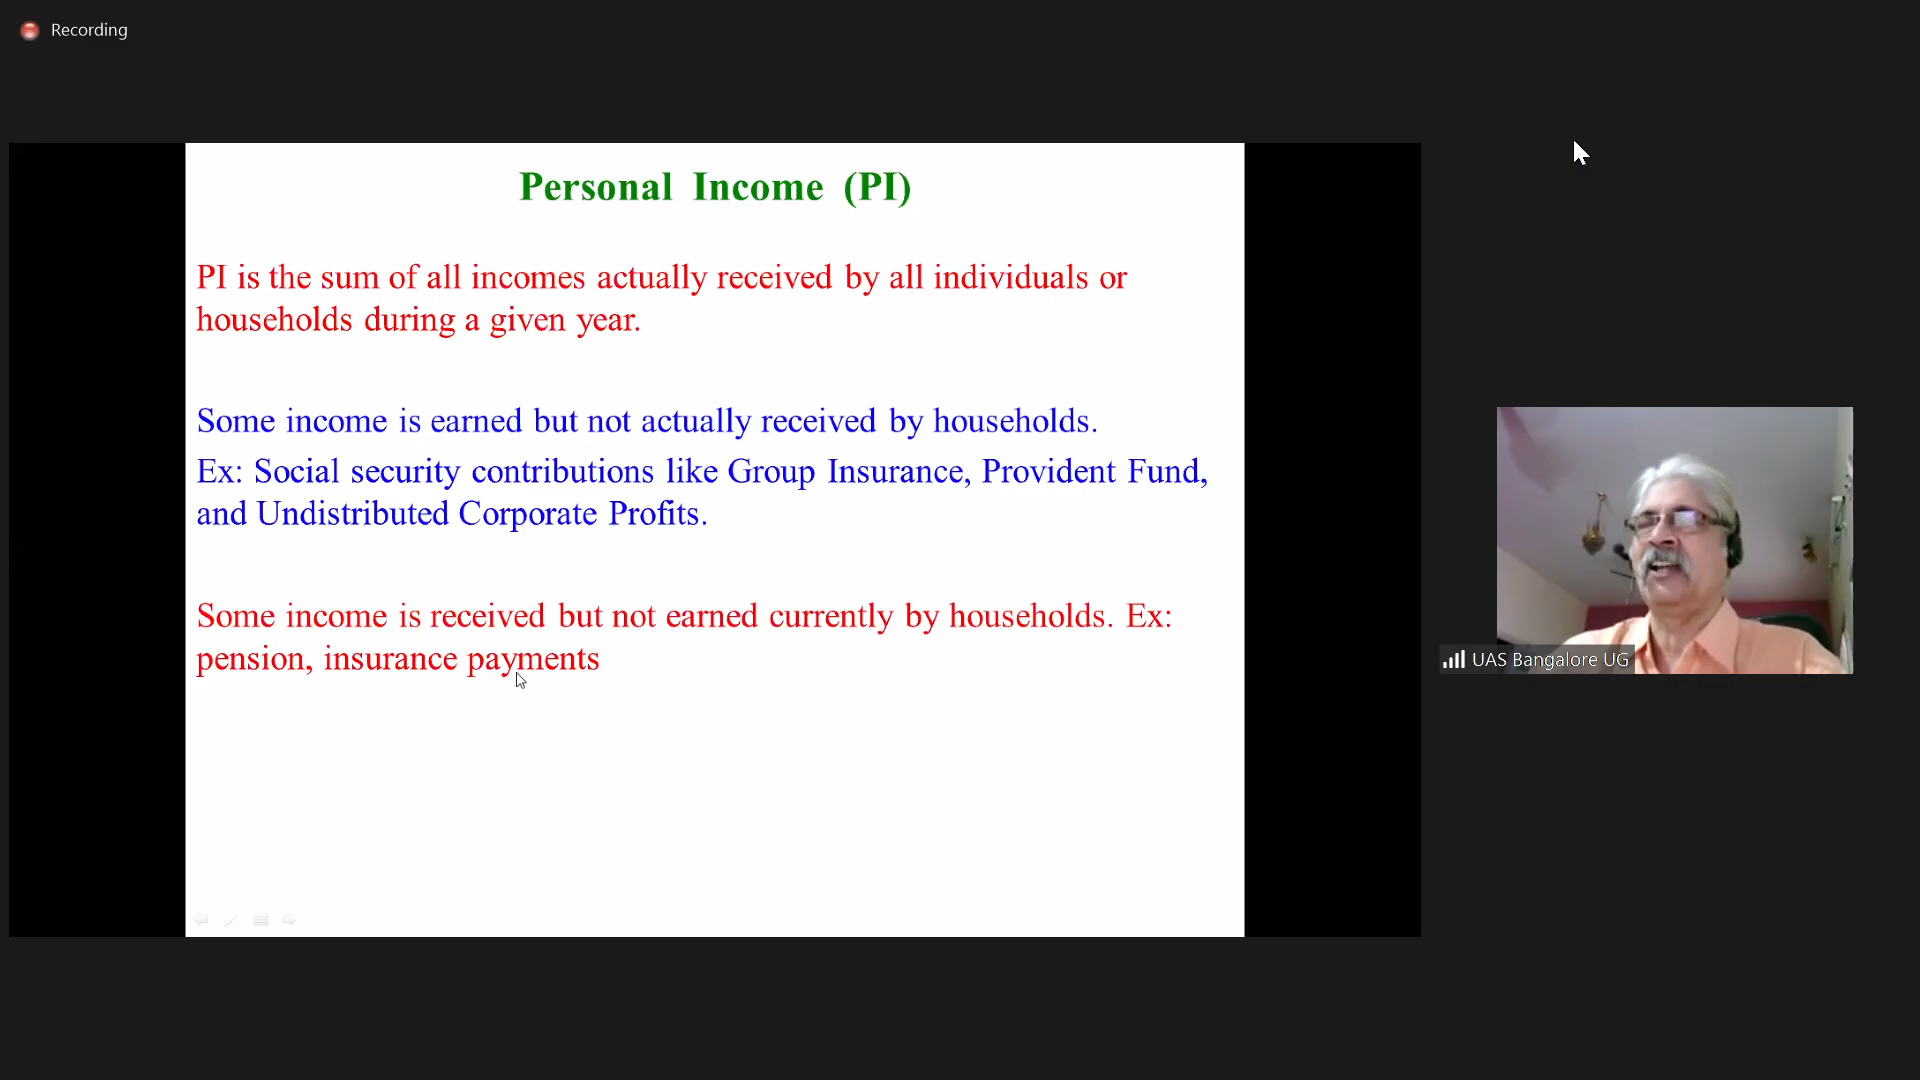 Recording
Personal Income (PI)
PI is the sum of all incomes actually received by all individuals or
households during a given year.
Some income is earned but not actually received by households.
Ex: Social security contributions like Group Insurance, Provident Fund,
and Undistributed Corporate Profits.
Some income is received but not earned currently by households. Ex:
pension, insurance payments
UAS Bangalore UG